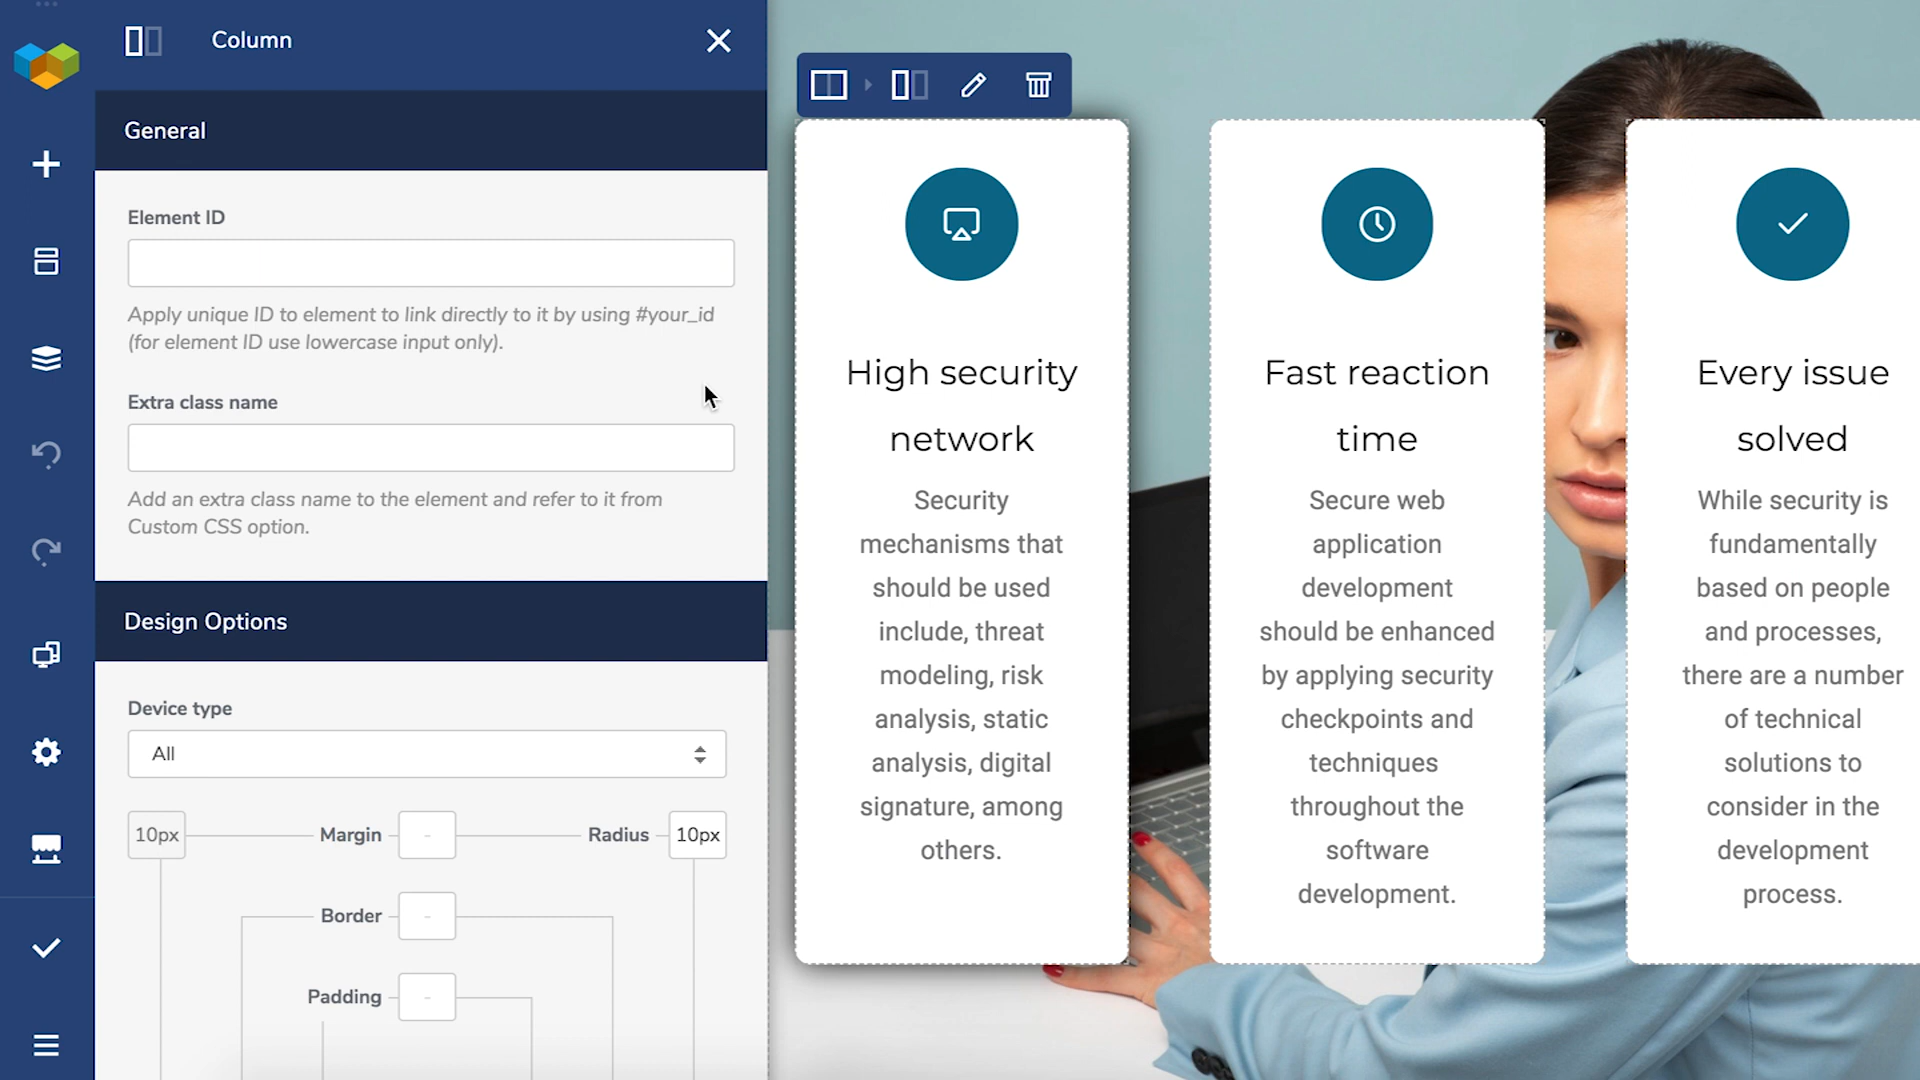 Column
General
Element ID
Apply unique ID to element to link directly to it by using #your_id
(for element ID use lowercase input only).
Extra class name
Add an extra class name to the element and refer to it from
Custom CSS option.
Design Options
Device type
All
10px
Margin
-
Radius
10px
Border
-
Padding
-
High security
network
Security
mechanisms that
should be used
include, threat
modeling, risk
analysis, static
analysis, digital
signature, among
others.
Fast reaction
time
Secure web
application
development
should be enhanced
by applying security
checkpoints and
techniques
throughout the
software
development.
Every issue
solved
While security is
fundamentally
based on people
and processes,
there are a number
of technical
solutions to
consider in the
development
process.